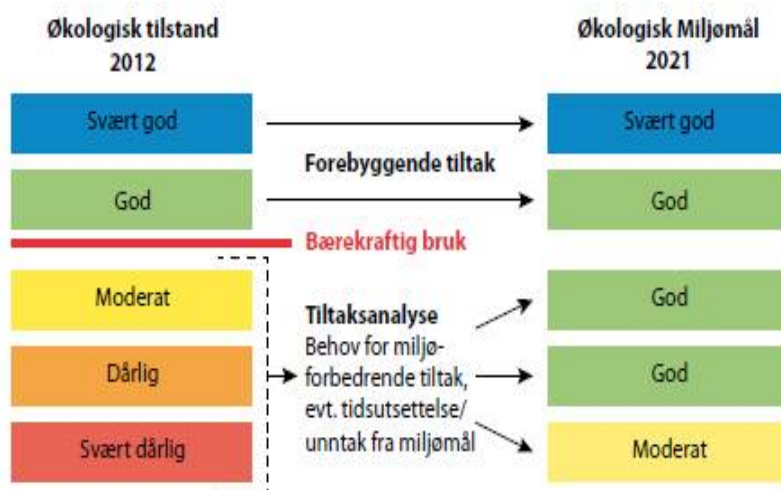 Økologisk tilstand
2012
Økologisk Miljømål
2021
Svært god
Svært god
Forebyggende tiltak
God
God
Bærekraftig bruk
Moderat
God
Tiltaksanalyse
Behov for miljø-
forbedrende tiltak,
evt. tidsutsettelse/
unntak fra miljømål
Dårlig
God
Svært dårlig
Moderat